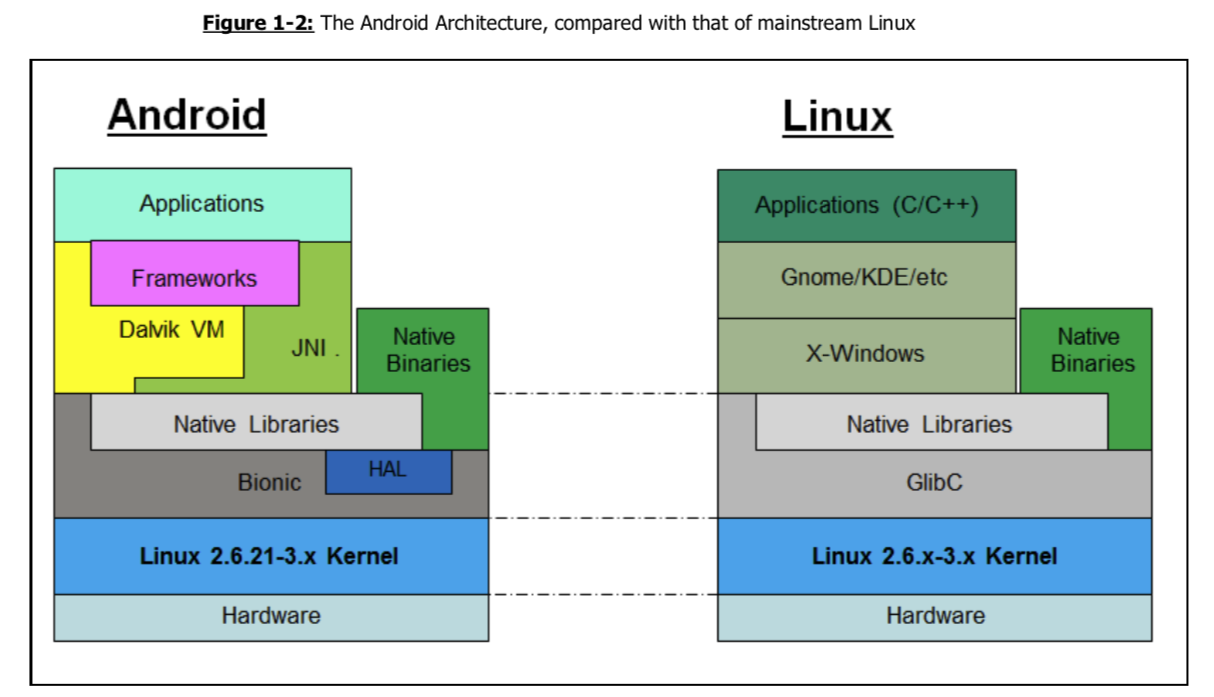 Figure 1-2: The Android Architecture, compared with that of mainstream Linux
Android
Applications
Frameworks
Dalvik VM
JNI .
Native
Binaries
Native Libraries
HAL
Bionic
Linux 2.6.21-3.x Kernel
Hardware
Linux
Applications (C/C++)
Gnome/KDE/etc
X-Windows
Native
Binaries
Native Libraries
GlibC
Linux 2.6.x-3.x Kernel
Hardware